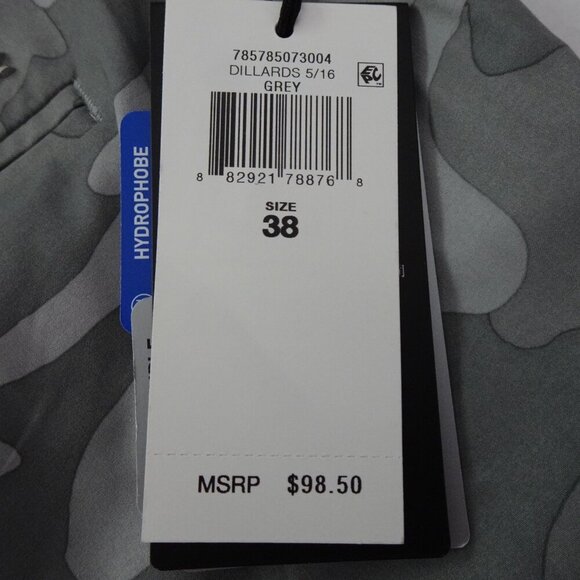 785785073004
DILLARDS 5/16
GREY
8 82921 78876 8
SIZE
38
MSRP $98.50
HYDROPHOBE